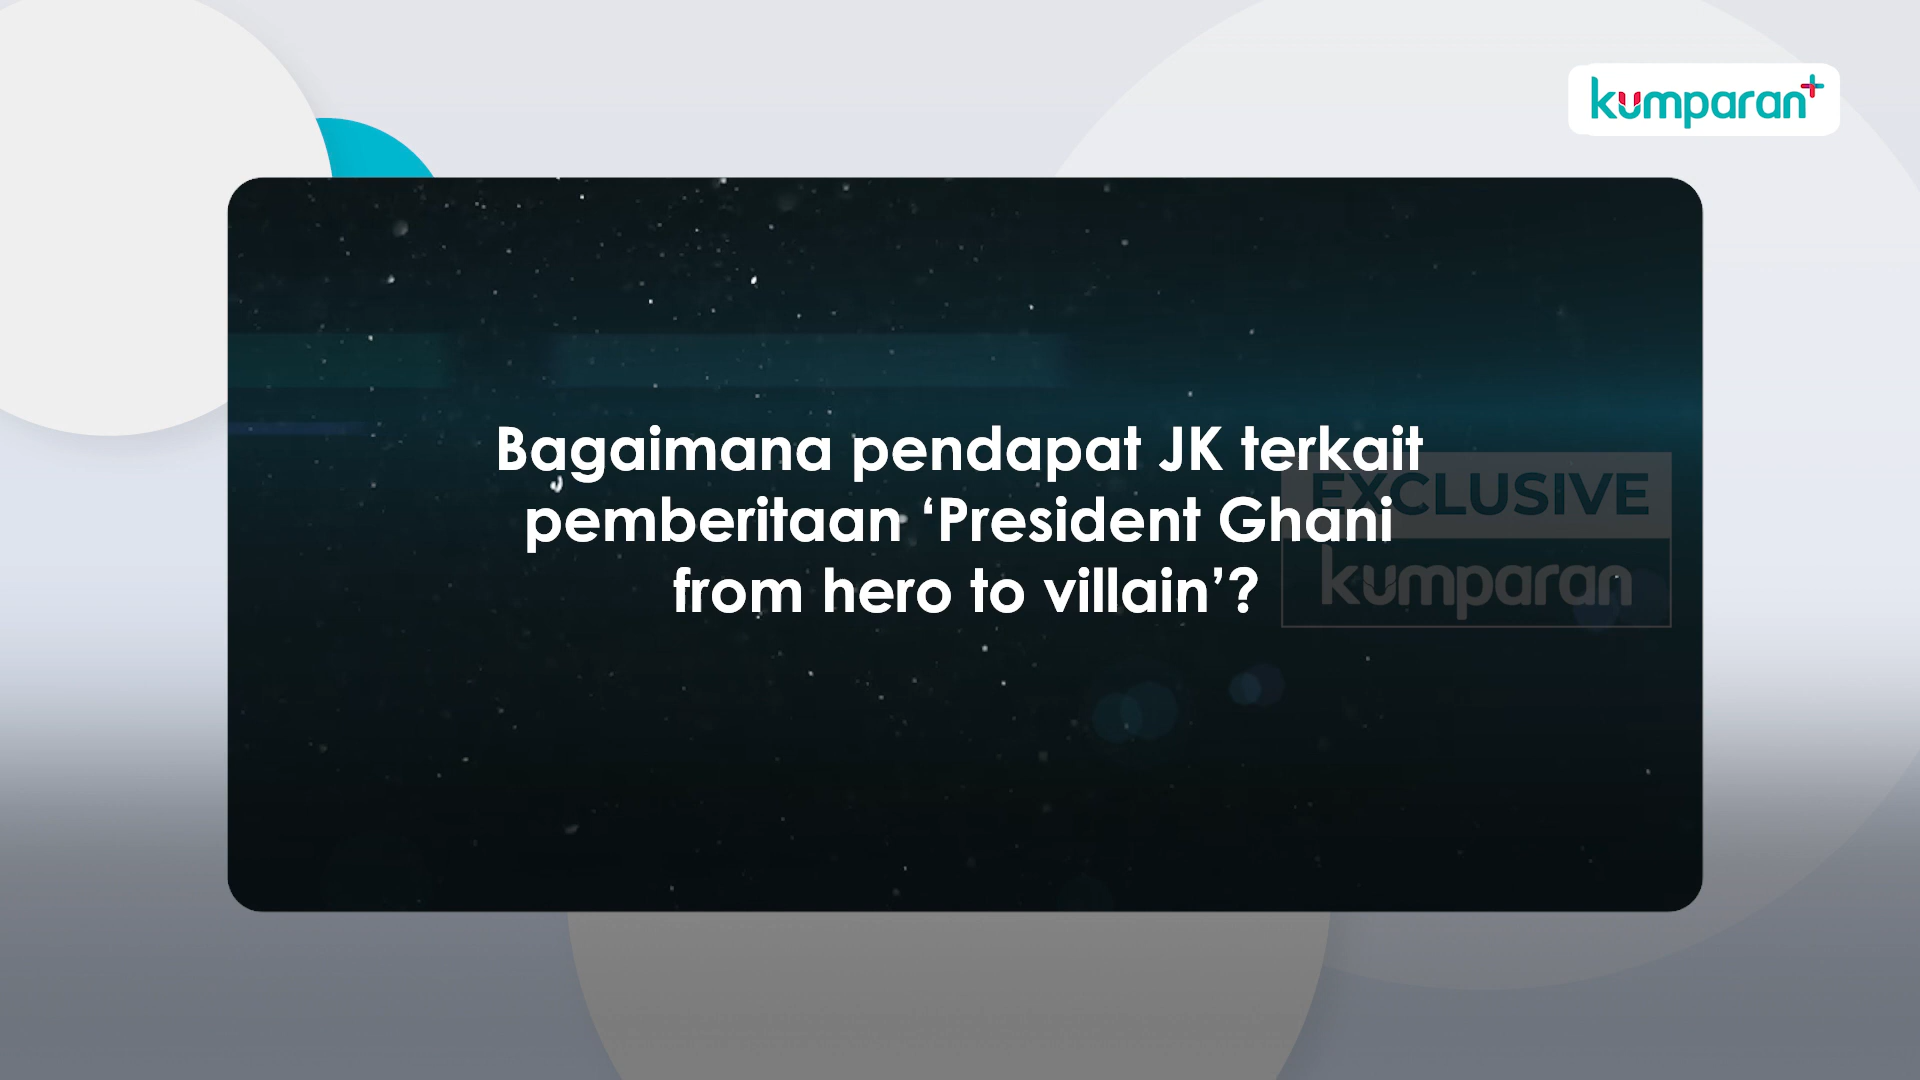 kumparan+
Bagaimana pendapat JK terkait
pemberitaan ‘President Ghani
from hero to villain’?
EXCLUSIVE
kumparan